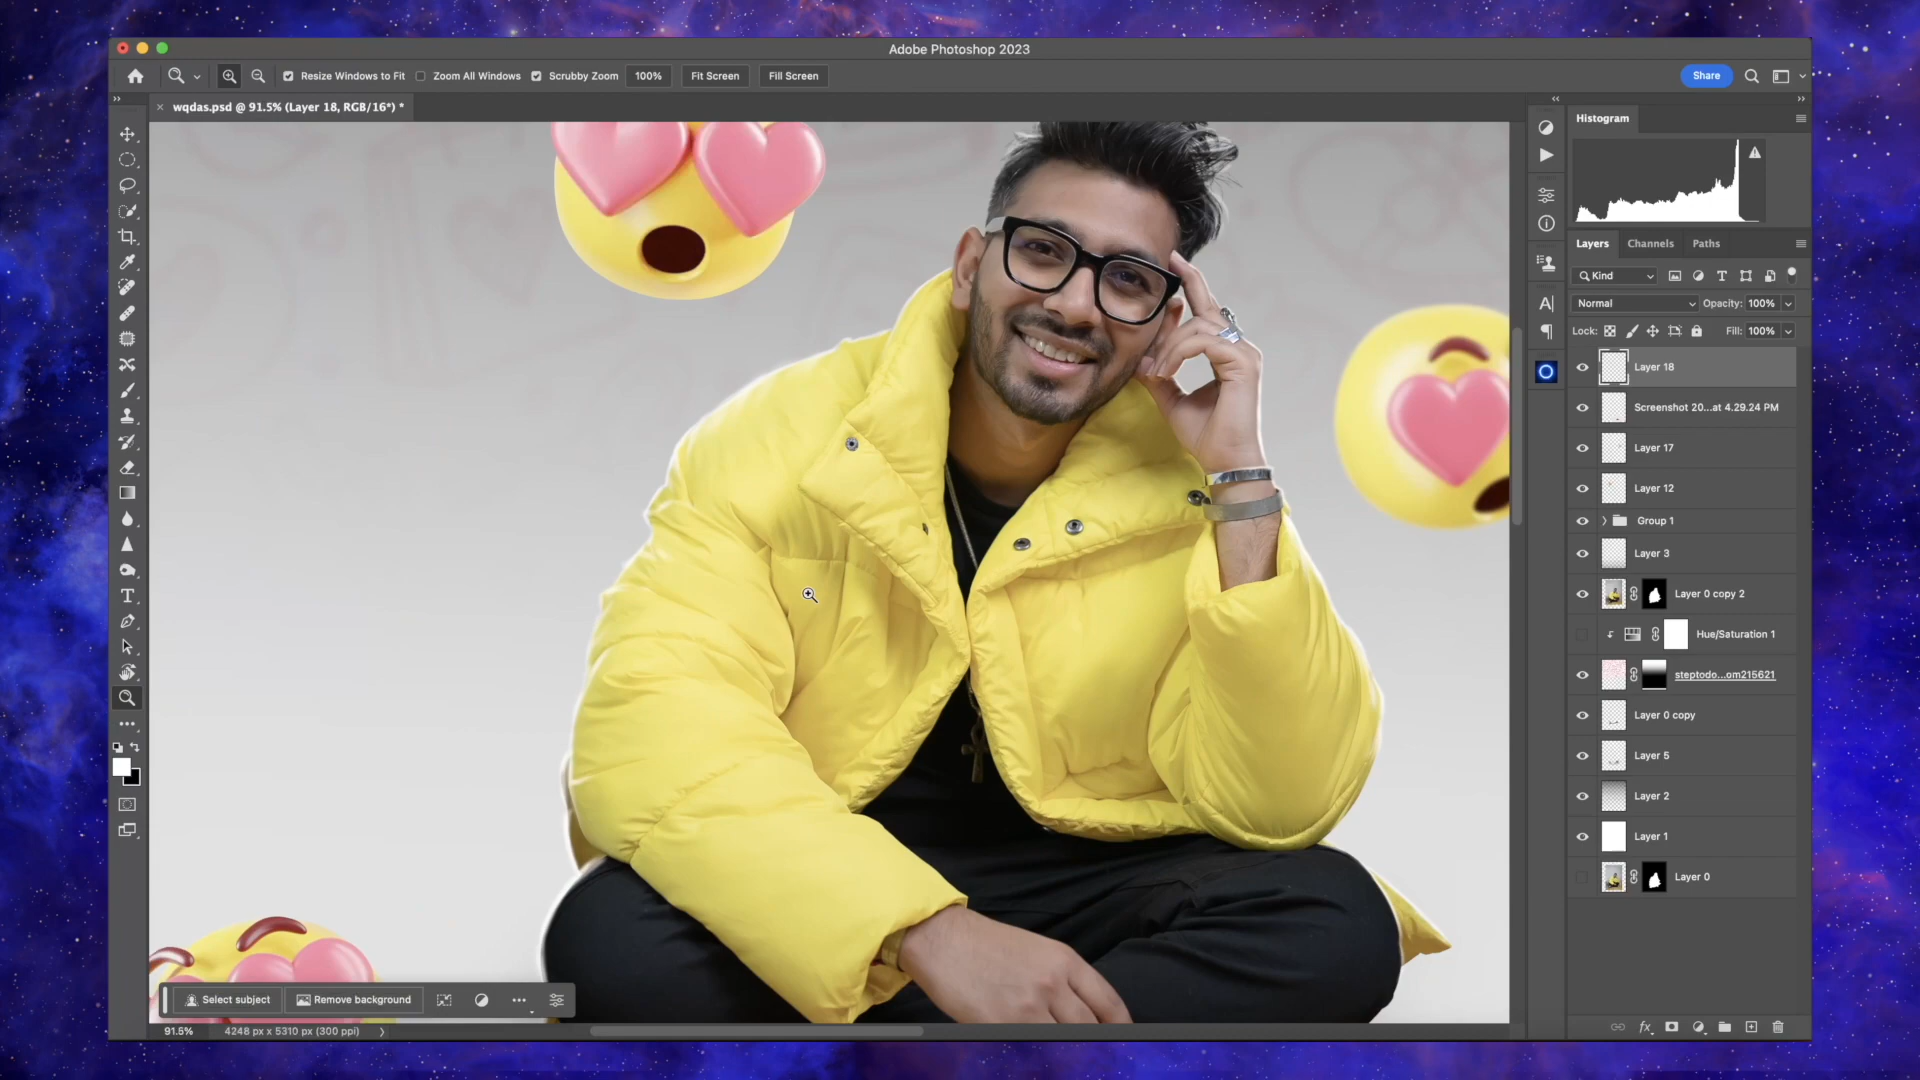 Adobe Photoshop 2023
Resize Windows to Fit
Zoom All Windows
Scrubby Zoom
100%
Fit Screen
Fill Screen
Share
wqdas.psd @ 91.5% (Layer 18, RGB/16*) *
Histogram
Layers
Channels
Paths
Kind
Normal
Opacity: 100%
Lock:
Fill: 100%
Layer 18
Screenshot 20...at 4.29.24 PM
Layer 17
Layer 12
Group 1
Layer 3
Layer 0 copy 2
Hue/Saturation 1
steptodo...om215621
Layer 0 copy
Layer 5
Layer 2
Layer 1
Layer 0
Select subject
Remove background
91.5%
4248 px x 5310 px (300 ppi)